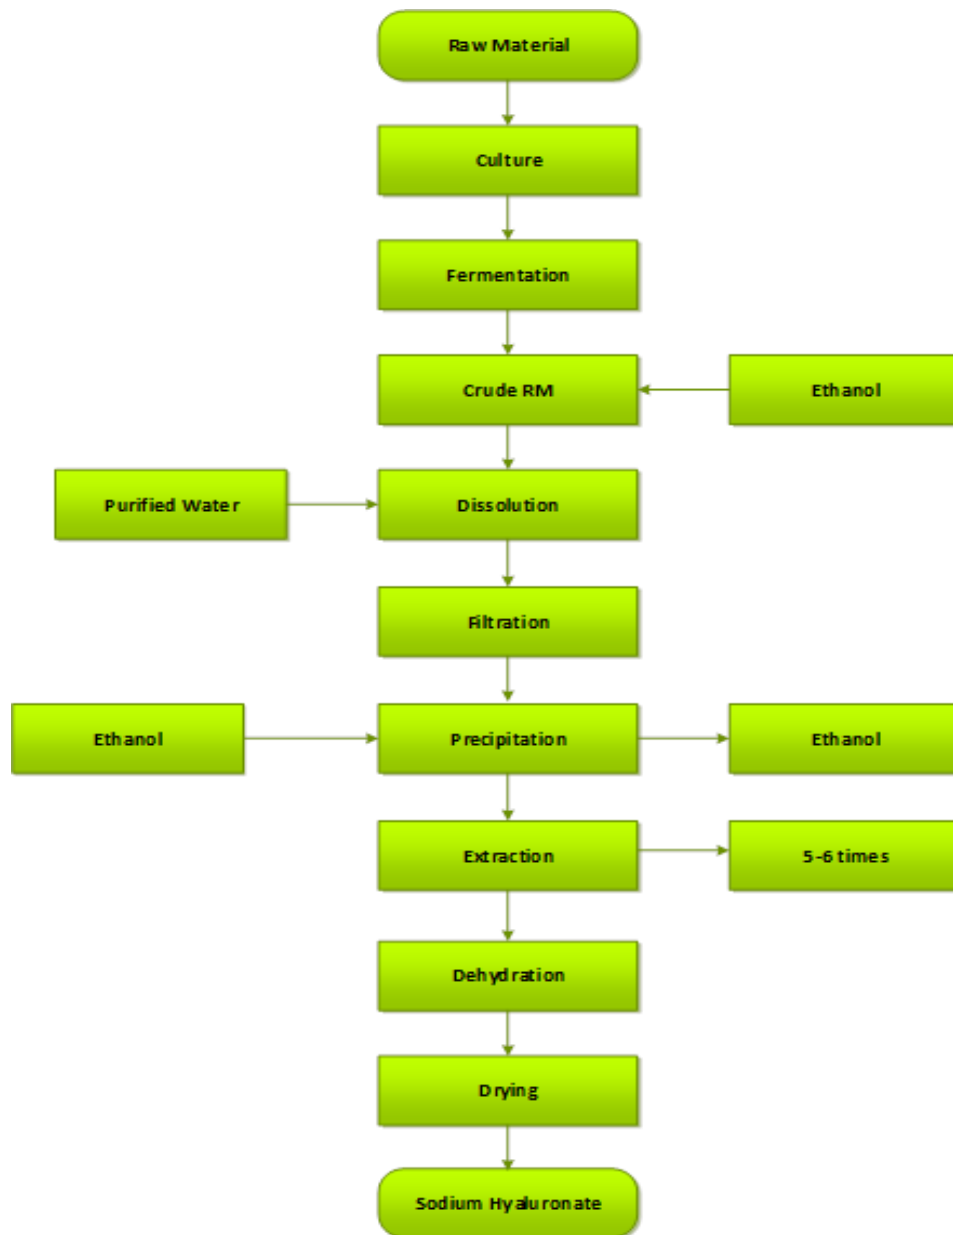 Raw Material
Culture
Fermentation
Crude RM
Ethanol
Purified Water
Dissolution
Filtration
Ethanol
Precipitation
Ethanol
Extraction
5-6 times
Dehydration
Drying
Sodium Hyaluronate